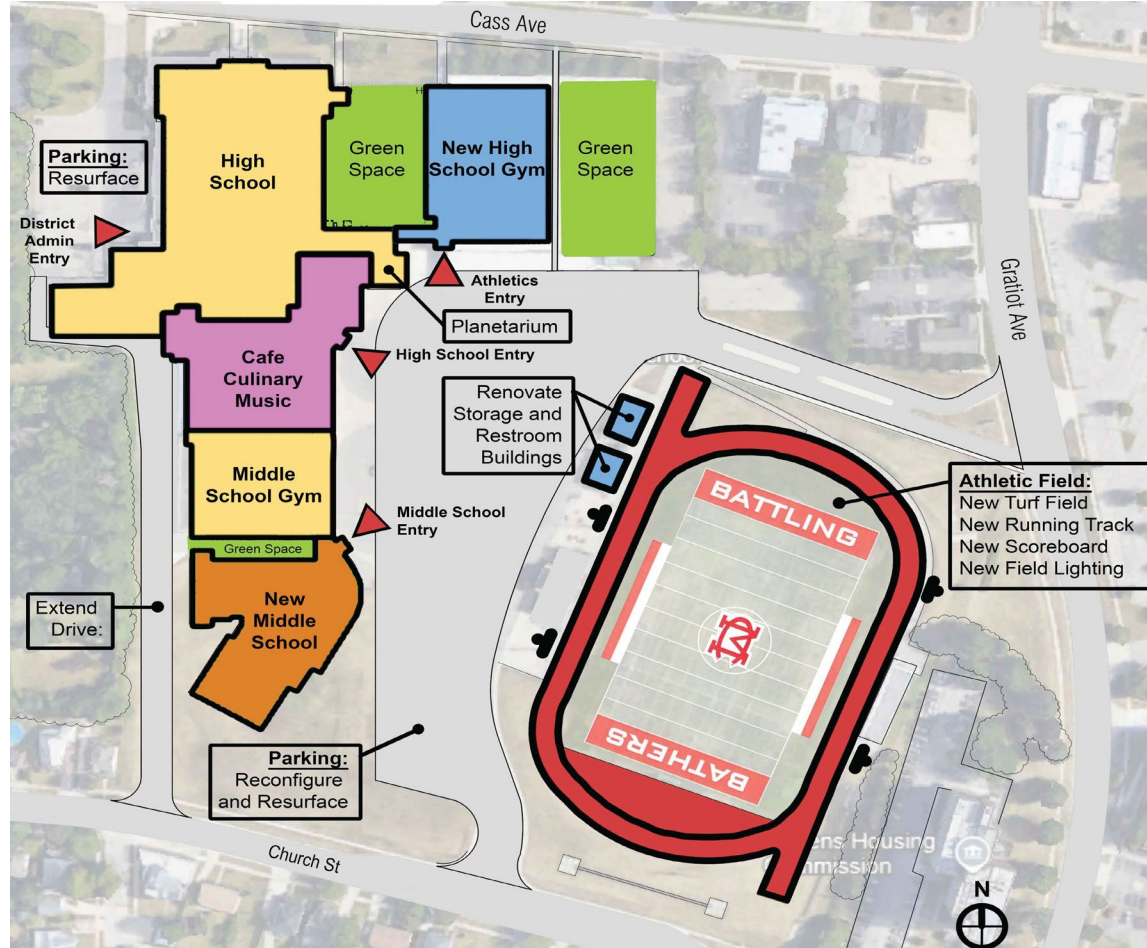 Cass Ave
High
School
Green
Space
New High
School Gym
Green
Space
Parking:
Resurface
District
Admin
Entry
Athletics
Entry
Gratiot Ave
Planetarium
High School Entry
Cafe
Culinary
Music
Renovate
Storage and
Restroom
Buildings
Middle
School Gym
Middle School
Entry
Green Space
Athletic Field:
New Turf Field
New Running Track
New Scoreboard
New Field Lighting
BATTLING
BATHERS
Extend
Drive:
New
Middle
School
Parking:
Reconfigure
and Resurface
Church St
Housing
N